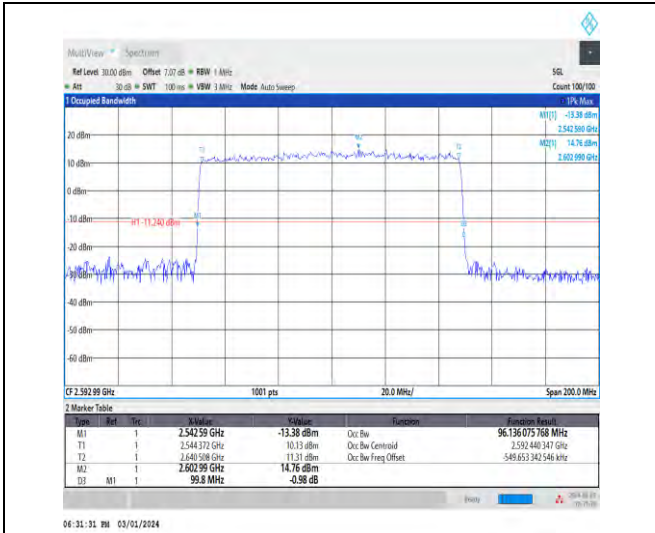 MultiView Spectrum
Ref Level 30.00 dBm Offset 7.07 dB RBW 1 MHz SGL
Att 30 dB SWT 100 ms VBW 3 MHz Mode Auto Sweep Count 100/100
1 Occupied Bandwidth 1Pk Max
M1[1] -13.38 dBm
2.542 590 GHz
20 dBm M2[1] 14.76 dBm
2.602 990 GHz
T2
10 dBm
0 dBm
-10 dBm M1
H1 -11.240 dBm
-20 dBm
-30 dBm
-40 dBm
-50 dBm
-60 dBm
CF 2.592 99 GHz 1001 pts 20.0 MHz/ Span 200.0 MHz
2 Marker Table
Type Ref Trc X-Value Y-Value Function Function Result
M1 1 2.542 59 GHz -13.38 dBm Occ Bw 96.136 075 768 MHz
T1 1 2.544 372 GHz 10.13 dBm Occ Bw Centroid 2.592 440 347 GHz
T2 1 2.640 508 GHz 11.31 dBm Occ Bw Freq Offset -549.653 342 546 kHz
M2 1 2.602 99 GHz 14.76 dBm
D3 M1 1 99.8 MHz -0.98 dB
Ready
06:31:31 PM 03/01/2024